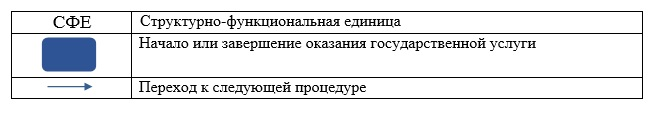 СФЕ Структурно-функциональная единица
Начало или завершение оказания государственной услуги
Переход к следующей процедуре